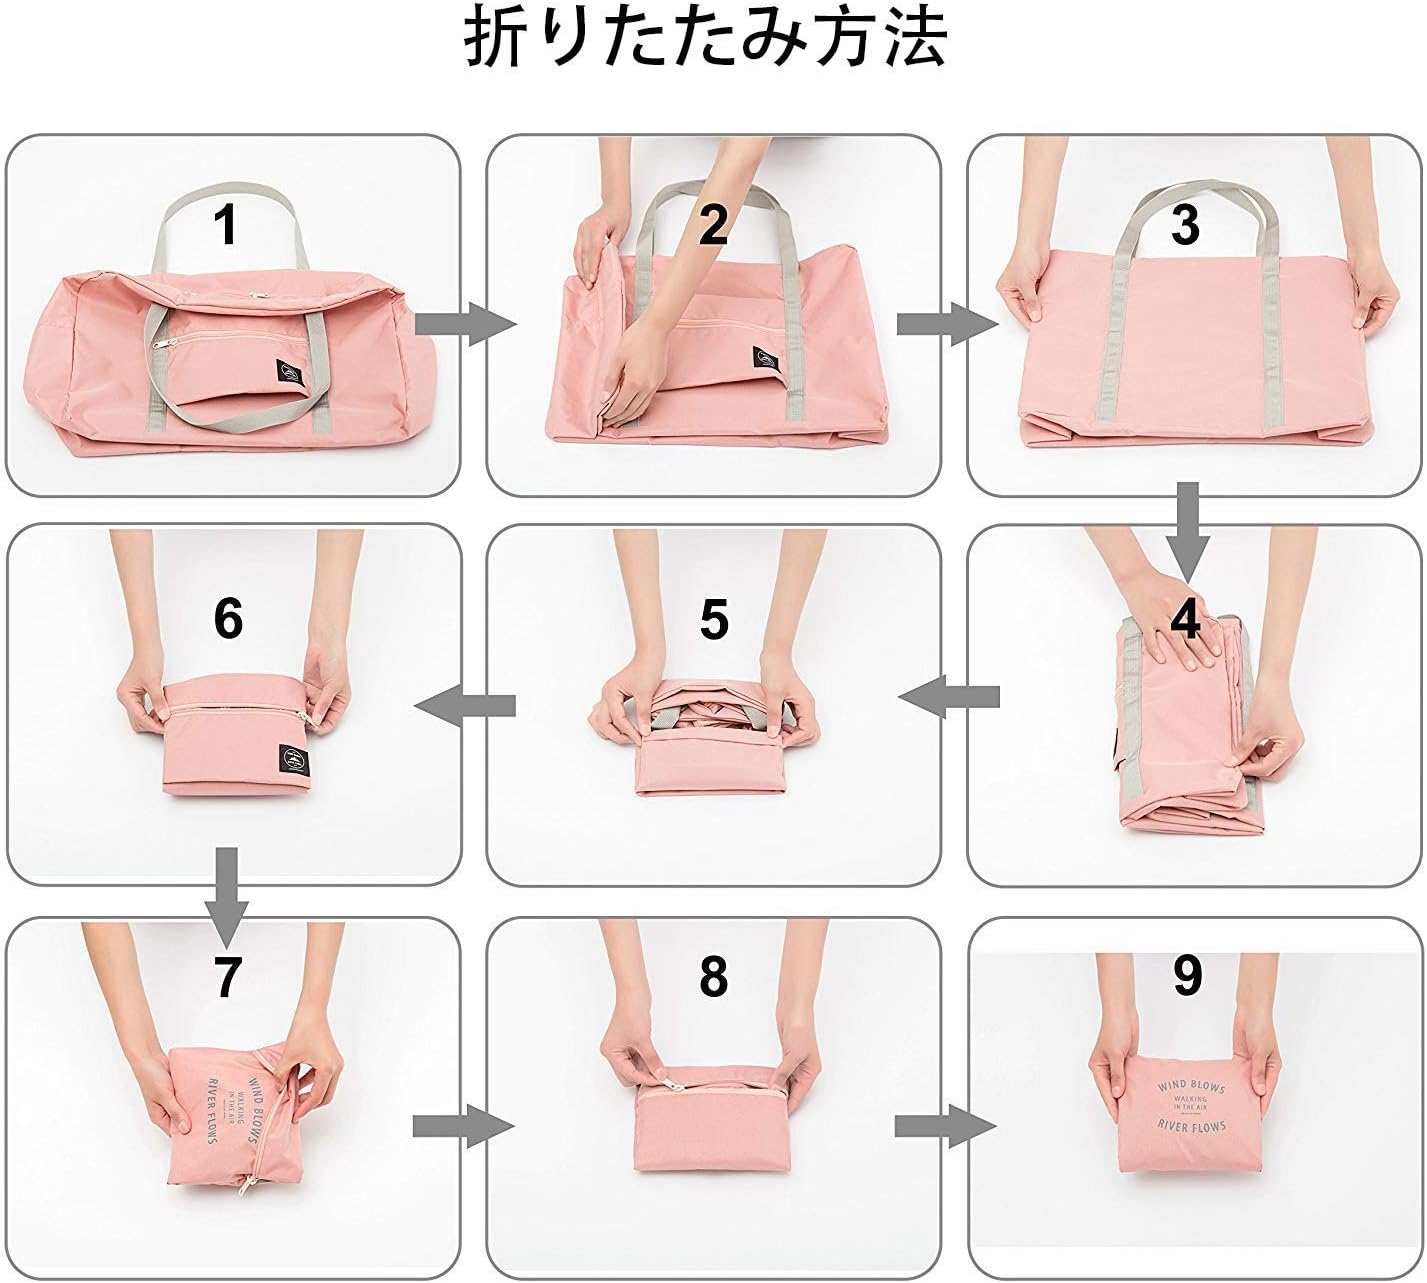 折りたたみ方法
1
2
3
4
5
6
7
WIND BLOWS
WALKING
IN THE AIR
RIVER FLOWS
8
9
WIND BLOWS
WALKING
IN THE AIR
RIVER FLOWS